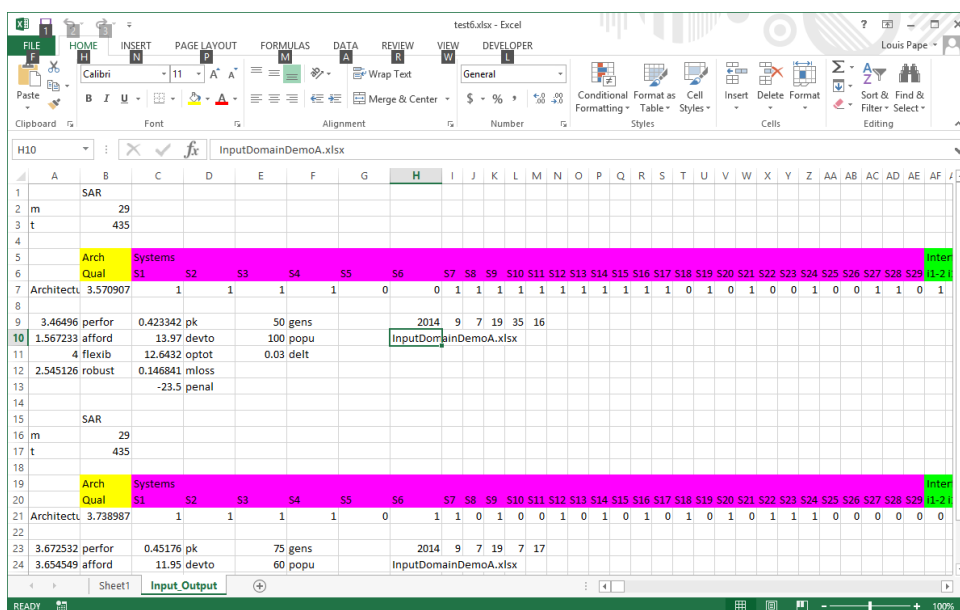 test6.xlsx - Excel
1 2 3
FILE HOME INSERT PAGE LAYOUT FORMULAS DATA REVIEW VIEW DEVELOPER Louis Pape
F H N P M A R W L
Calibri 11 A A Wrap Text General
Paste B I U A Merge & Center $ % , .00 .0 Conditional Formatting Format as Table Cell Styles Insert Delete Format Sort & Filter Find & Select
Clipboard Font Alignment Number Styles Cells Editing
H10 fx InputDomainDemoA.xlsx
A B C D E F G H I J K L M N O P Q R S T U V W X Y Z AA AB AC AD AE AF
1 SAR
2 m 29
3 t 435
4
5 Arch Systems Inter
6 Qual S1 S2 S3 S4 S5 S6 S7 S8 S9 S10 S11 S12 S13 S14 S15 S16 S17 S18 S19 S20 S21 S22 S23 S24 S25 S26 S27 S28 S29 i1-2
7 Architectu 3.570907 1 1 1 1 0 0 1 1 1 1 1 1 1 1 1 1 1 0 1 0 1 0 0 1 0 0 1 1 0 1
8
9 3.46496 perfor 0.423342 pk 50 gens 2014 9 7 19 35 16
10 1.567233 afford 13.97 devto 100 popu InputDomainDemoA.xlsx
11 4 flexib 12.6432 optot 0.03 delt
12 2.545126 robust 0.146841 mloss
13 -23.5 penal
14
15 SAR
16 m 29
17 t 435
18
19 Arch Systems Inter
20 Qual S1 S2 S3 S4 S5 S6 S7 S8 S9 S10 S11 S12 S13 S14 S15 S16 S17 S18 S19 S20 S21 S22 S23 S24 S25 S26 S27 S28 S29 i1-2
21 Architectu 3.738987 1 1 1 1 0 1 1 0 1 0 0 1 0 1 0 1 0 1 0 1 0 1 1 1 0 0 0 0 0 0
22
23 3.672532 perfor 0.45176 pk 75 gens 2014 9 7 19 7 17
24 3.654549 afford 11.95 devto 60 popu InputDomainDemoA.xlsx
Sheet1 Input_Output
READY 100%